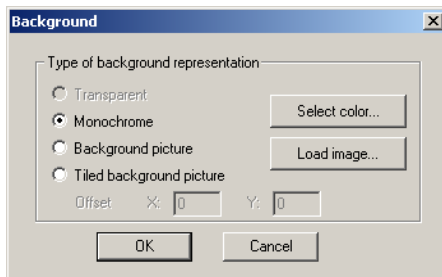 Background
Type of background representation
Transparent
Monochrome
Background picture
Tiled background picture
Offset X: 0 Y: 0
Select color...
Load image...
OK Cancel